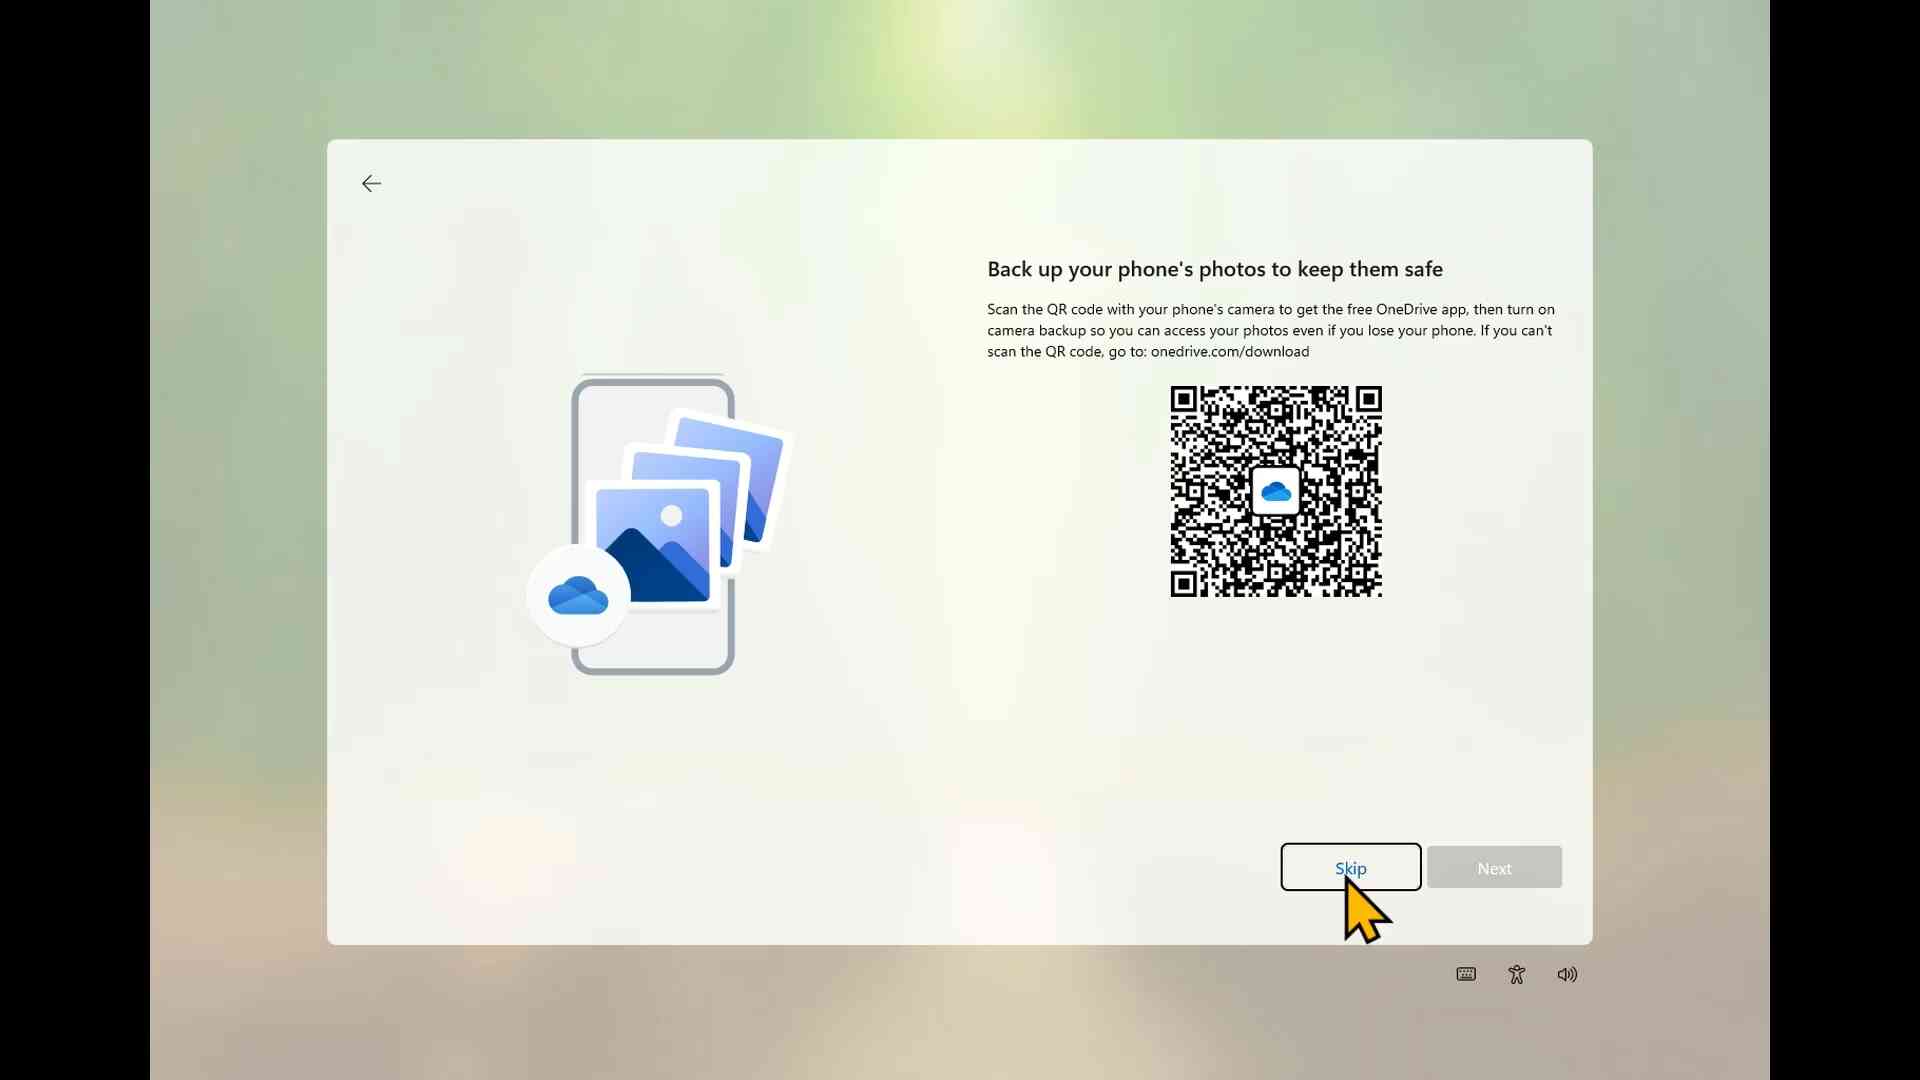 Back up your phone's photos to keep them safe
Scan the QR code with your phone's camera to get the free OneDrive app, then turn on
camera backup so you can access your photos even if you lose your phone. If you can't
scan the QR code, go to: onedrive.com/download
Skip
Next